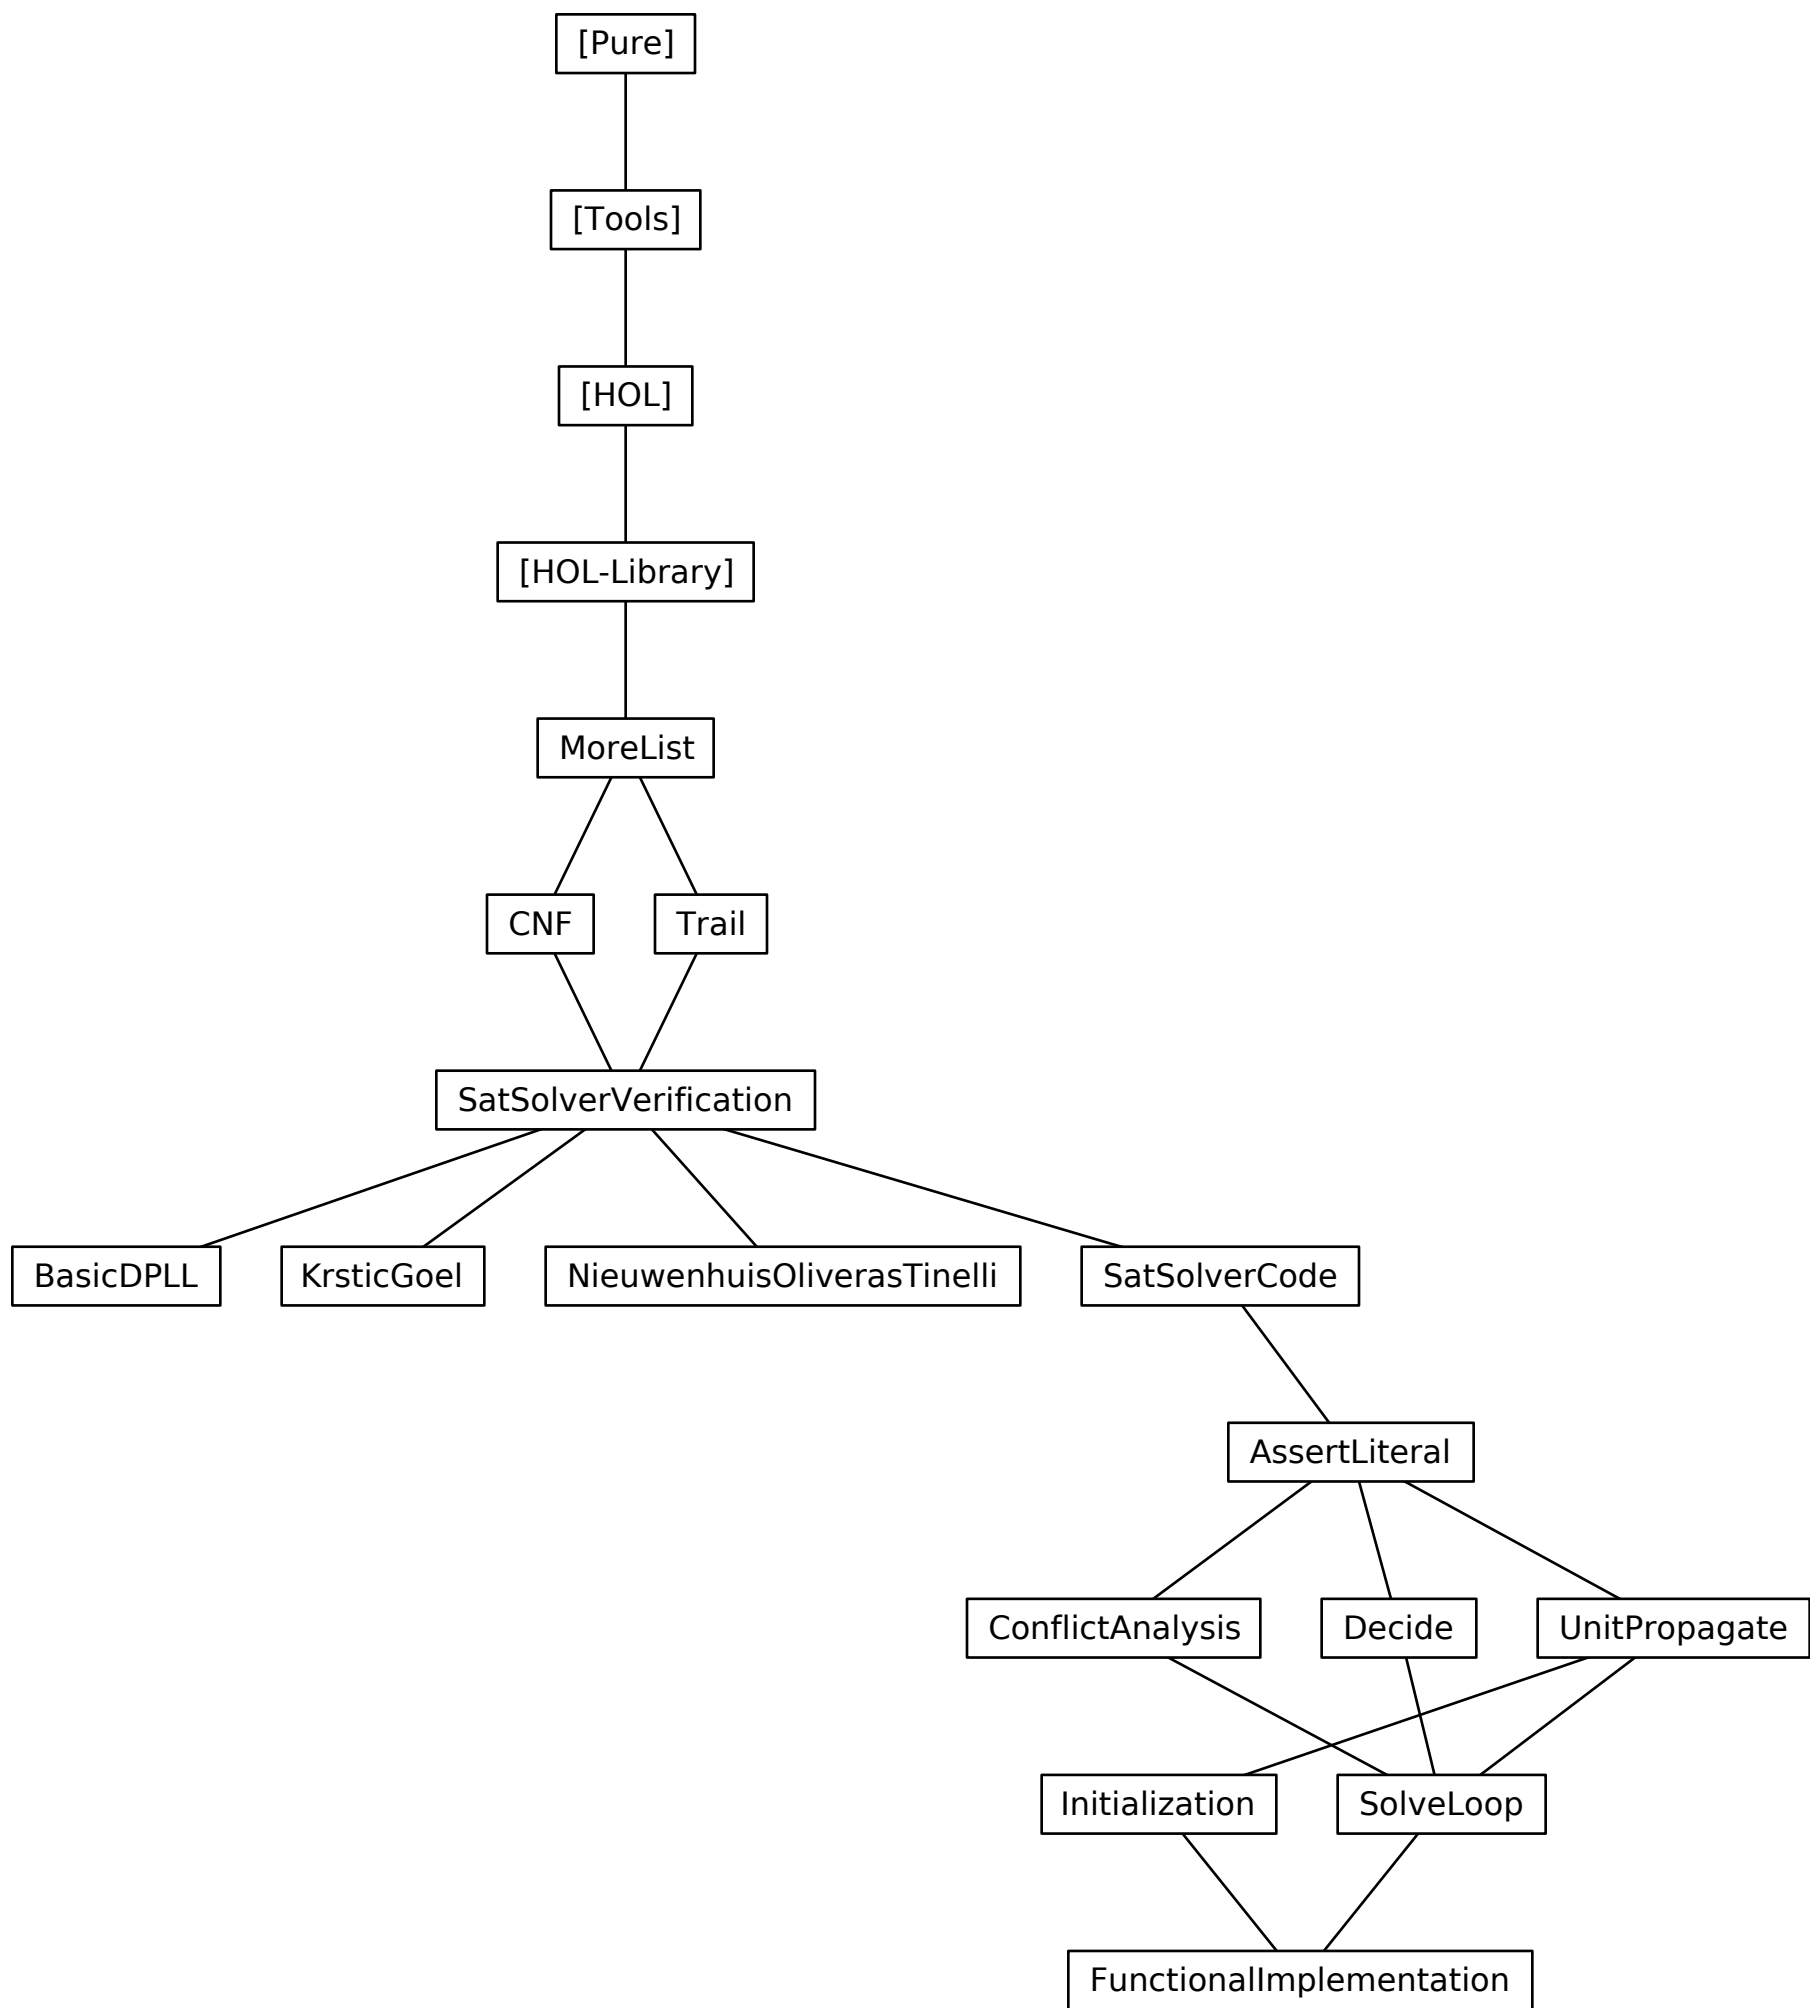 [Pure]
[Tools]
[HOL]
[HOL-Library]
MoreList
CNF
Trail
SatSolverVerification
BasicDPLL
KrsticGoel
NieuwenhuisOliverasTinelli
SatSolverCode
AssertLiteral
ConflictAnalysis
Decide
UnitPropagate
Initialization
SolveLoop
FunctionalImplementation